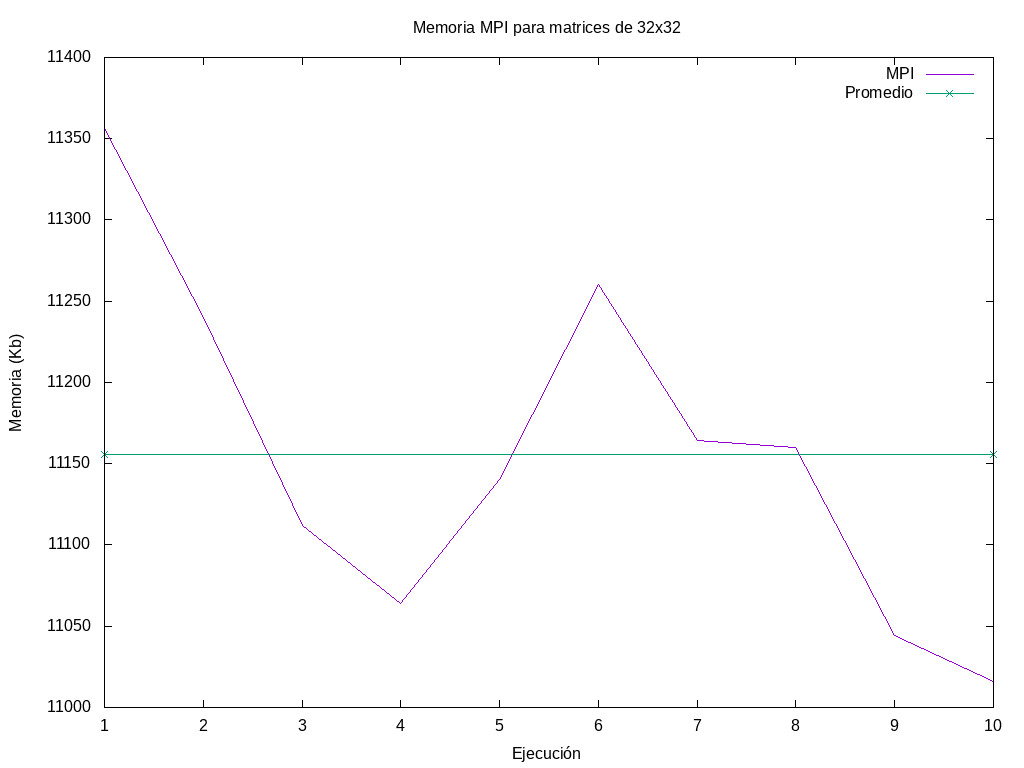 Memoria MPI para matrices de 32x32
MPI
Promedio
11400
11350
11300
11250
11200
11150
11100
11050
11000
Memoria (Kb)
1 2 3 4 5 6 7 8 9 10
Ejecución